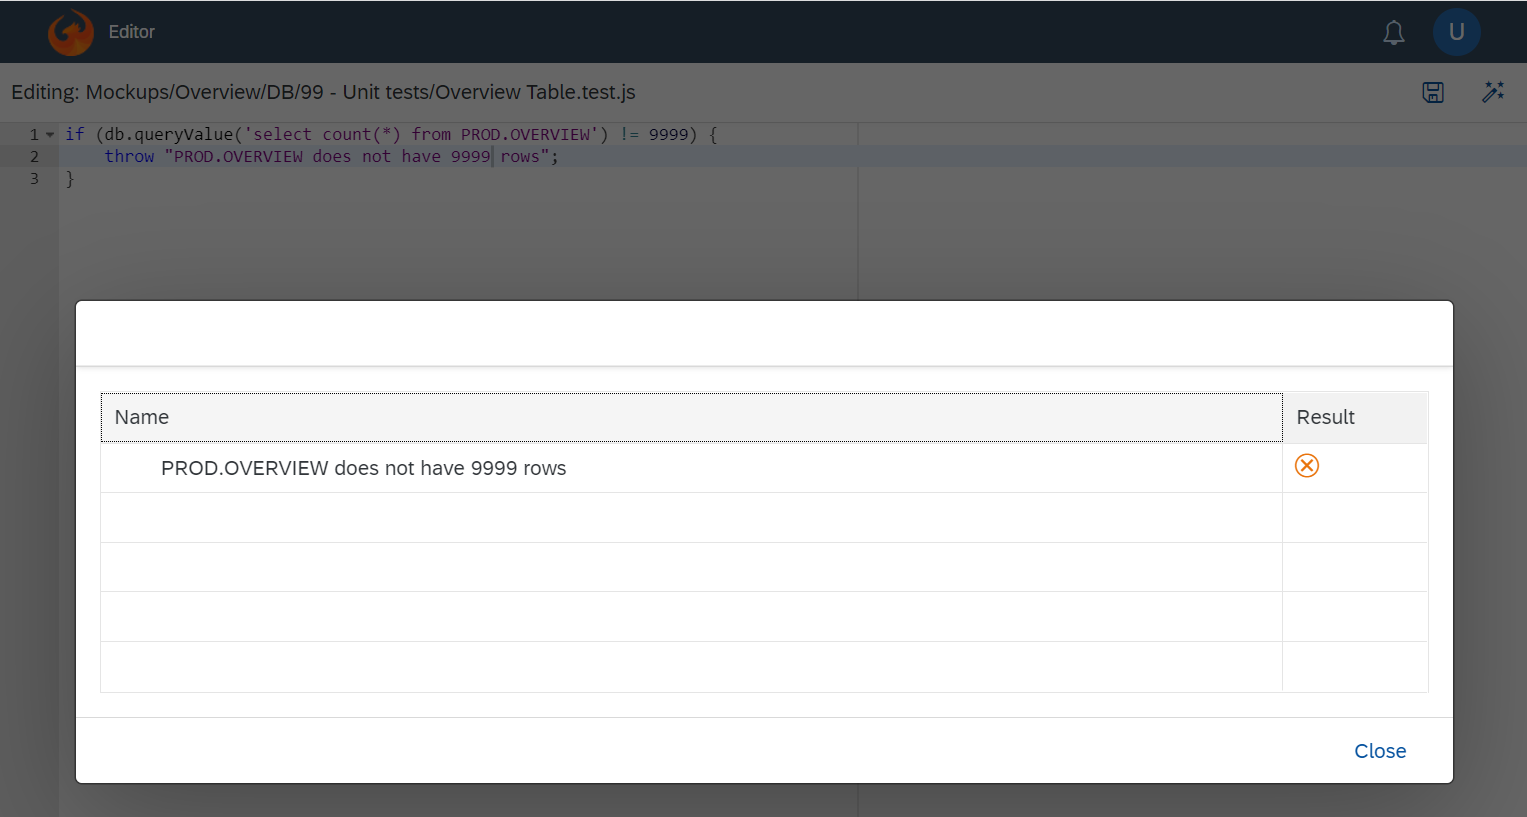 Editor
U
Editing: Mockups/Overview/DB/99 - Unit tests/Overview Table.test.js
1 if (db.queryValue('select count(*) from PROD.OVERVIEW') != 9999) {
2     throw "PROD.OVERVIEW does not have 9999 rows";
3 }
Name Result
PROD.OVERVIEW does not have 9999 rows
Close